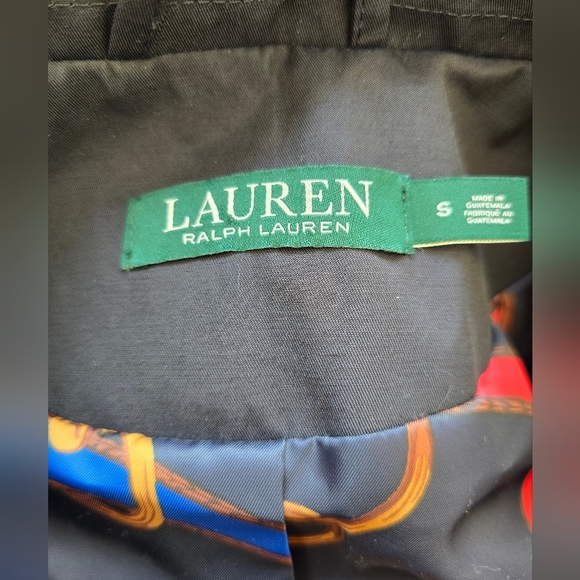 LAUREN
RALPH LAUREN
S
MADE IN
GUATEMALA
FABRIQUÉ AU
GUATEMALA